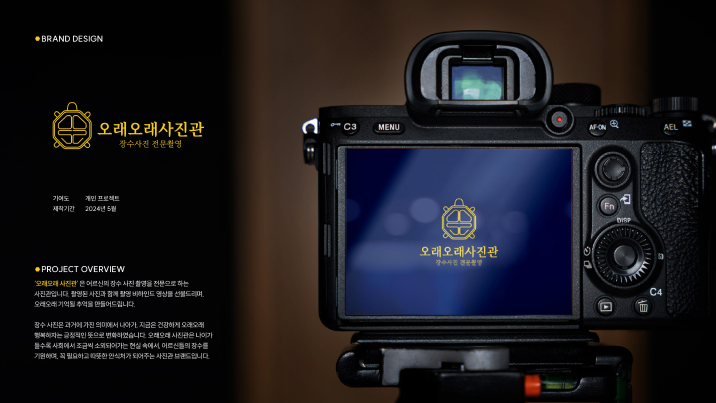 BRAND DESIGN
오래오래사진관
장수사진 전문촬영
기여도 개인 프로젝트
제작기간 2024년 5월
PROJECT OVERVIEW
'오래오래 사진관' 은 어르신의 장수 사진 촬영을 전문으로 하는
사진관입니다. 촬영된 사진과 함께 촬영 비하인드 영상을 선물드리며,
오래오래 기억될 추억을 만들어드립니다.
장수 사진은 과거에 가진 의미에서 나아가, 지금은 건강하게 오래오래
행복하자는 긍정적인 뜻으로 변화하였습니다. 오래오래 사진관은 나이가
들수록 사회에서 조금씩 소외되어가는 현실 속에서, 어르신들의 장수를
기원하며, 꼭 필요하고 따뜻한 안식처가 되어주는 사진관 브랜드입니다.
C3
MENU
AF-ON
AEL
Fn
DISP
C4
오래오래사진관
장수사진 전문촬영